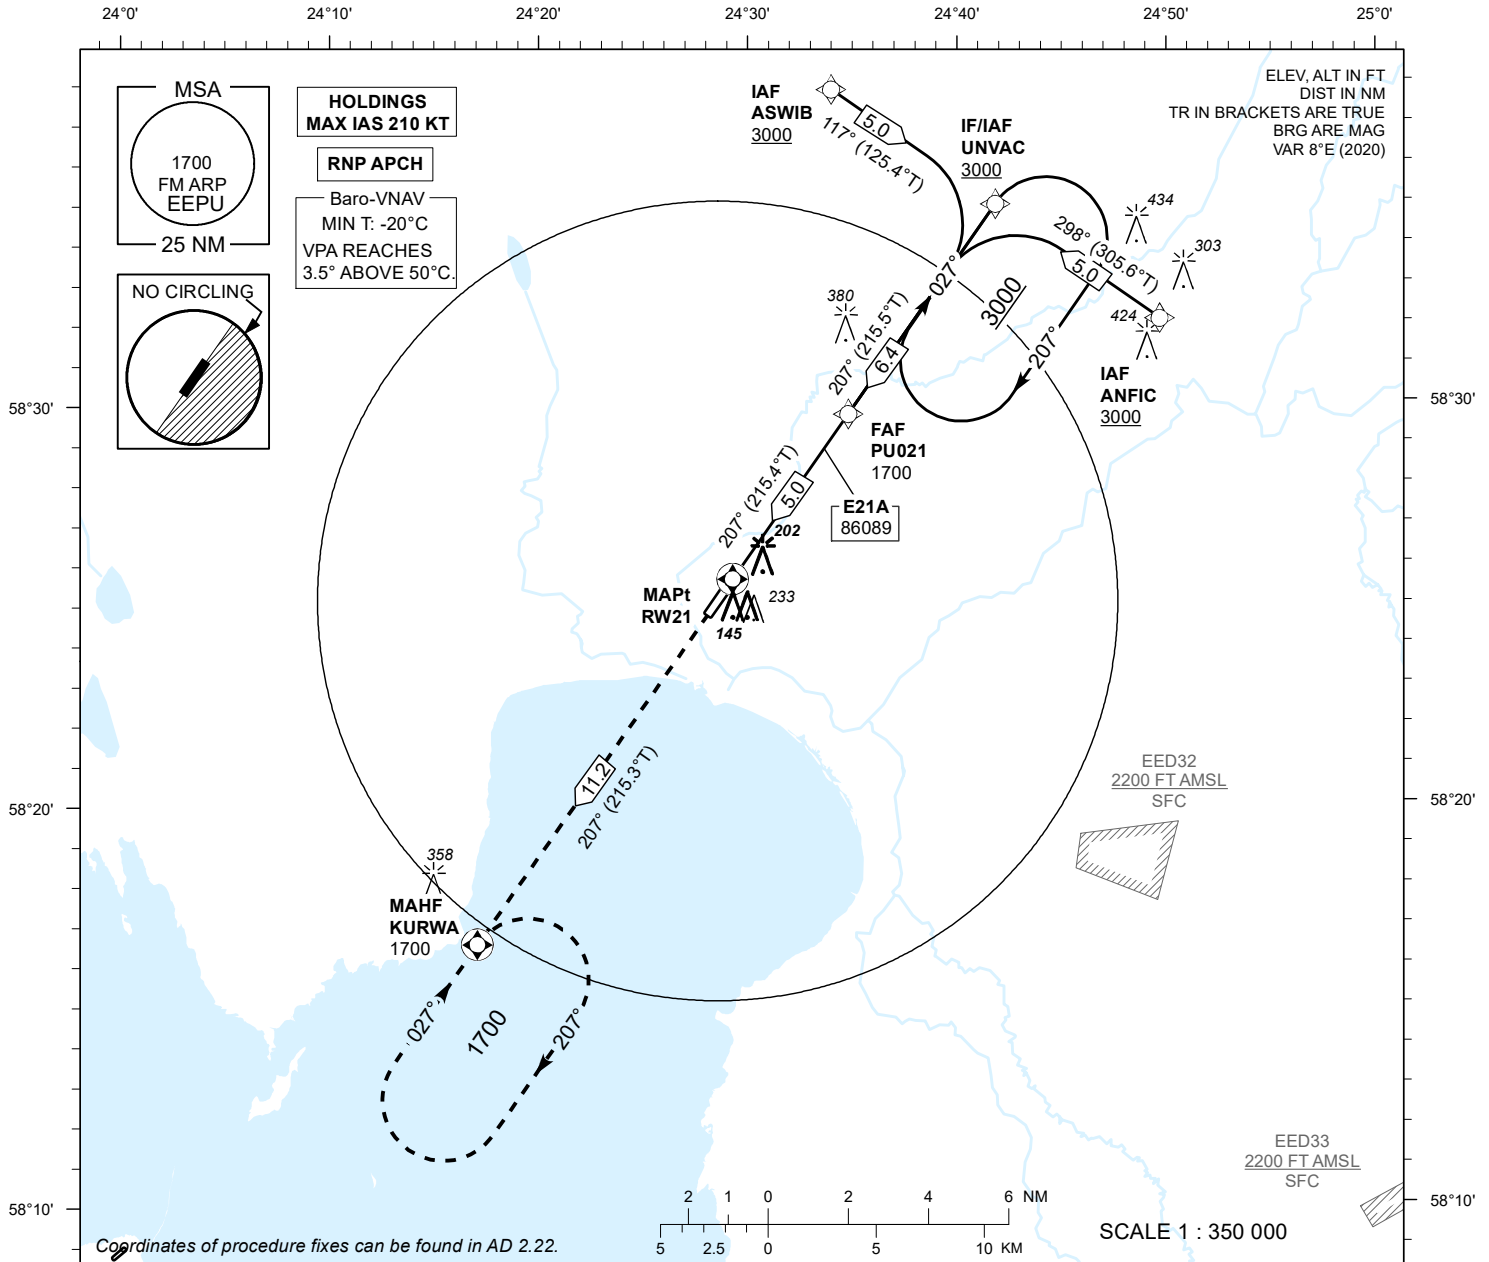 24°0'
24°10'
24°20'
24°30'
24°40'
24°50'
25°0'
MSA
1700
FM ARP
EEPU
25 NM
HOLDINGS
MAX IAS 210 KT
RNP APCH
Baro-VNAV
MIN T: -20°C
VPA REACHES
3.5° ABOVE 50°C.
NO CIRCLING
ELEV, ALT IN FT
DIST IN NM
TR IN BRACKETS ARE TRUE
BRG ARE MAG
VAR 8°E (2020)
IAF
ASWIB
3000
5.0
117° (125.4°T)
IF/IAF
UNVAC
3000
434
303
298° (305.6°T)
5.0
424
IAF
ANFIC
3000
027°
3000
207°
380
207° (215.5°T)
6.4
58°30'
58°30'
FAF
PU021
1700
207° (215.4°T)
5.0
E21A
86089
202
MAPt
RW21
233
145
11.2
207° (215.3°T)
EED32
2200 FT AMSL
SFC
58°20'
58°20'
358
MAHF
KURWA
1700
027°
1700
207°
EED33
2200 FT AMSL
SFC
58°10'
58°10'
2 1 0 2 4 6 NM
5 2.5 0 5 10 KM
SCALE 1 : 350 000
Coordinates of procedure fixes can be found in AD 2.22.